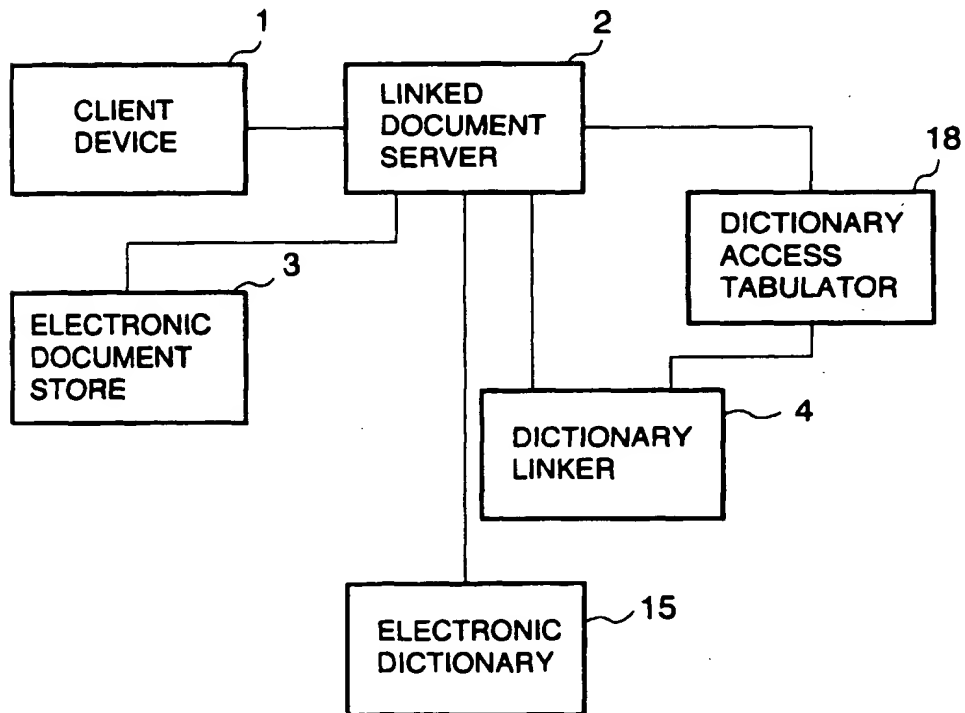 1
CLIENT
DEVICE
2
LINKED
DOCUMENT
SERVER
18
DICTIONARY
ACCESS
TABULATOR
3
ELECTRONIC
DOCUMENT
STORE
4
DICTIONARY
LINKER
15
ELECTRONIC
DICTIONARY